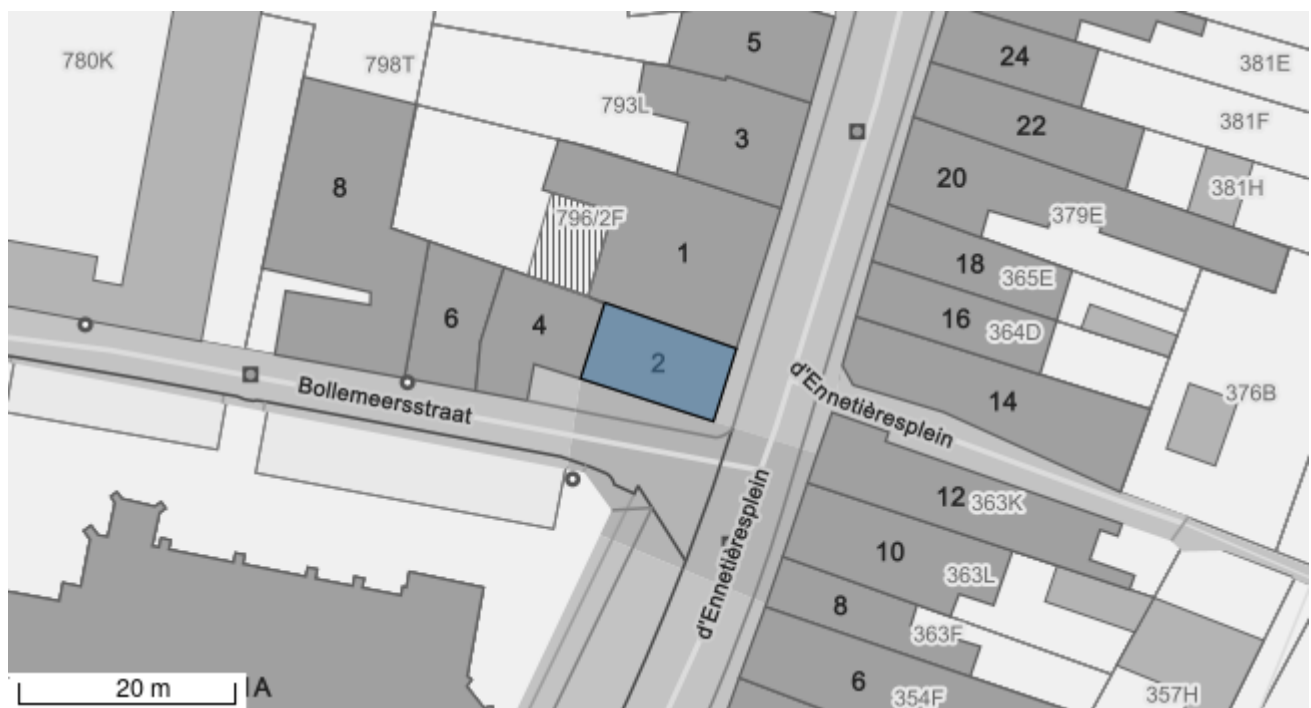 5
24
381E
780K
798T
793L
22
381F
3
20
381H
8
796/2F
379E
1
18
365E
6
4
16
364D
2
d'Ennetièresplein
Bollemeersstraat
14
376B
12
363K
10
363L
d'Ennetièresplein
8
363F
6
354F
357H
20 m
1A